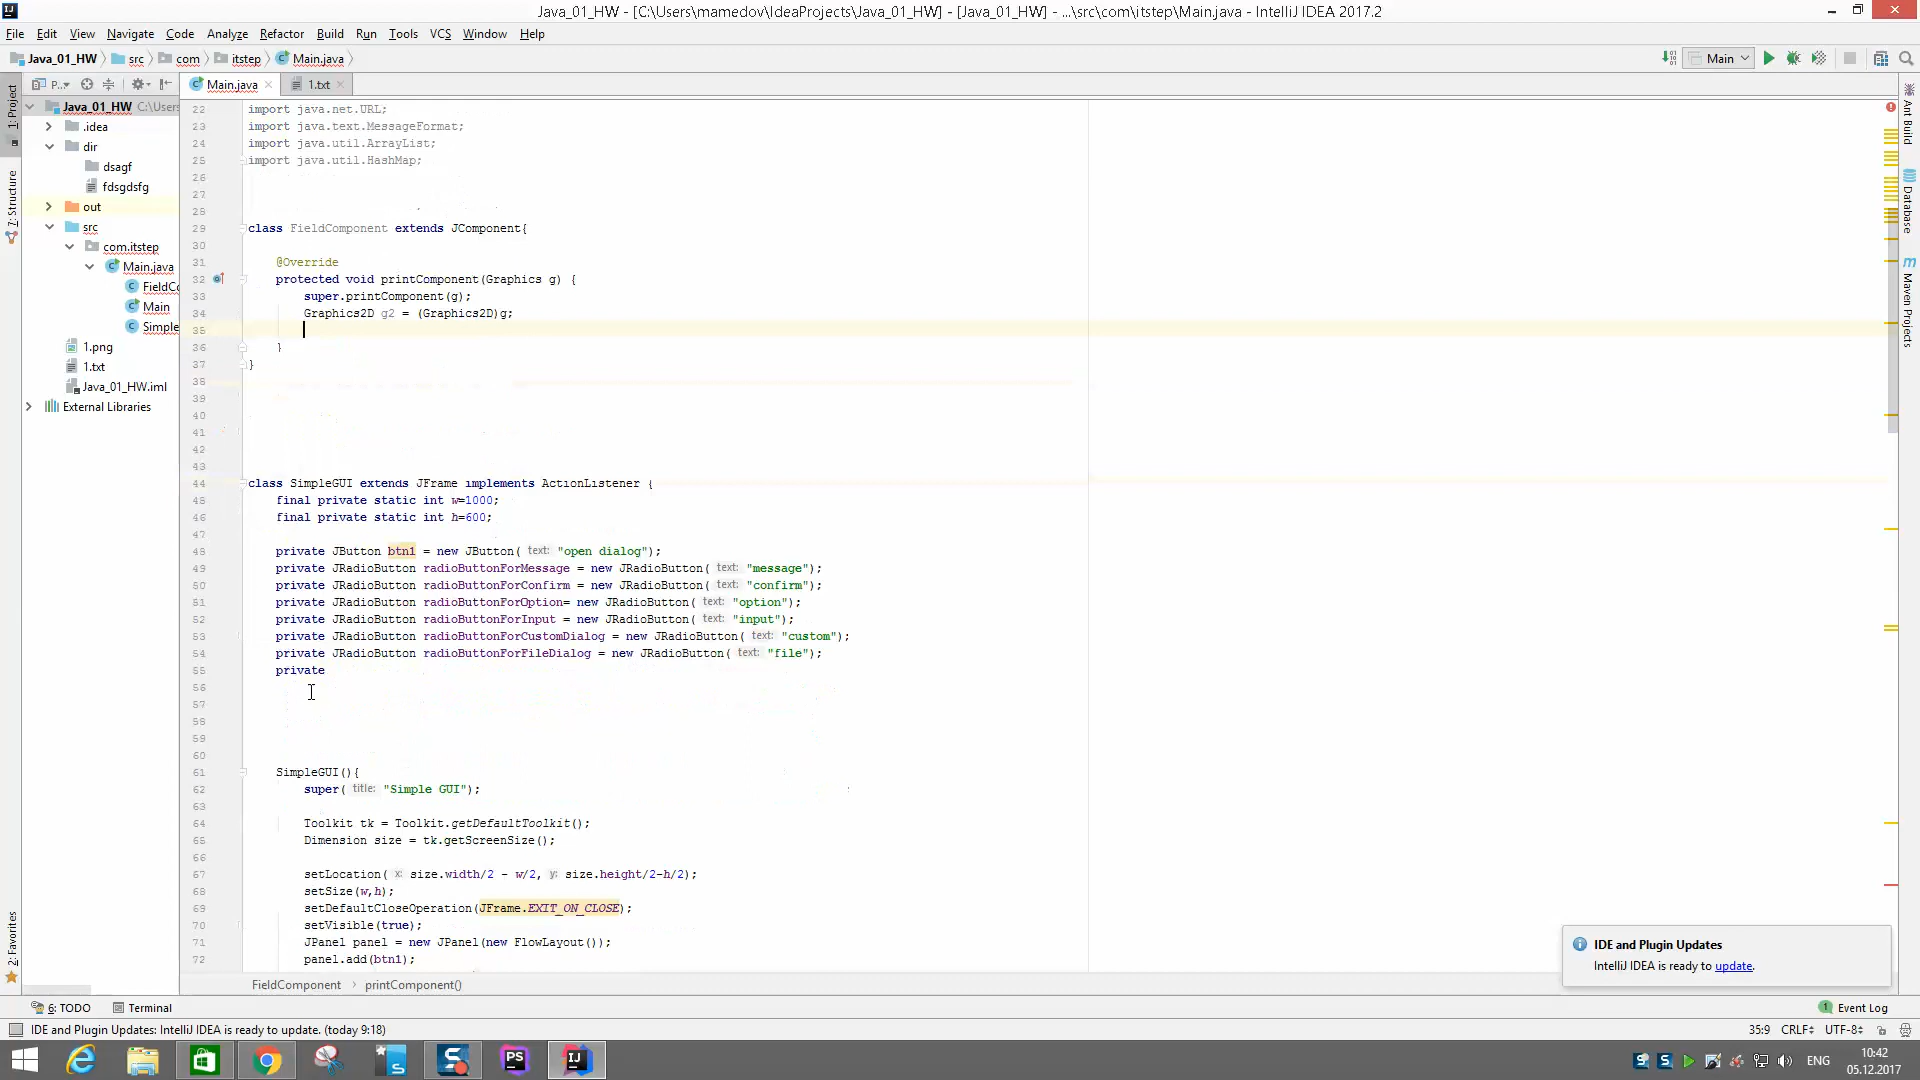 Java_01_HW - [C:\Users\mamedov\IdeaProjects\Java_01_HW] - [Java_01_HW] - ...\src\com\itstep\Main.java - IntelliJ IDEA 2017.2
File Edit View Navigate Code Analyze Refactor Build Run Tools VCS Window Help
Java_01_HW src com itstep Main.java
Main
P... Main.java 1.txt
1: Project
7: Structure
2: Favorites
Java_01_HW C:\Users
.idea
dir
dsagf
fdsgdsfg
out
src
com.itstep
Main.java
FieldCo
Main
Simple
1.png
1.txt
Java_01_HW.iml
External Libraries
22 import java.net.URL;
23 import java.text.MessageFormat;
24 import java.util.ArrayList;
25 import java.util.HashMap;
26
27
28
29 class FieldComponent extends JComponent{
30
31 @Override
32 protected void printComponent(Graphics g) {
33 super.printComponent(g);
34 Graphics2D g2 = (Graphics2D)g;
35
36 }
37 }
38
39
40
41
42
43
44 class SimpleGUI extends JFrame implements ActionListener {
45 final private static int w=1000;
46 final private static int h=600;
47
48 private JButton btn1 = new JButton( text: "open dialog");
49 private JRadioButton radioButtonForMessage = new JRadioButton( text: "message");
50 private JRadioButton radioButtonForConfirm = new JRadioButton( text: "confirm");
51 private JRadioButton radioButtonForOption= new JRadioButton( text: "option");
52 private JRadioButton radioButtonForInput = new JRadioButton( text: "input");
53 private JRadioButton radioButtonForCustomDialog = new JRadioButton( text: "custom");
54 private JRadioButton radioButtonForFileDialog = new JRadioButton( text: "file");
55 private
56
57
58
59
60
61 SimpleGUI(){
62 super( title: "Simple GUI");
63
64 Toolkit tk = Toolkit.getDefaultToolkit();
65 Dimension size = tk.getScreenSize();
66
67 setLocation( x: size.width/2 - w/2, y: size.height/2-h/2);
68 setSize(w,h);
69 setDefaultCloseOperation(JFrame.EXIT_ON_CLOSE);
70 setVisible(true);
71 JPanel panel = new JPanel(new FlowLayout());
72 panel.add(btn1);
Ant Build
Database
Maven Projects
IDE and Plugin Updates
IntelliJ IDEA is ready to update.
FieldComponent printComponent()
6: TODO Terminal Event Log
IDE and Plugin Updates: IntelliJ IDEA is ready to update. (today 9:18) 35:9 CRLF UTF-8
ENG
10:42
05.12.2017